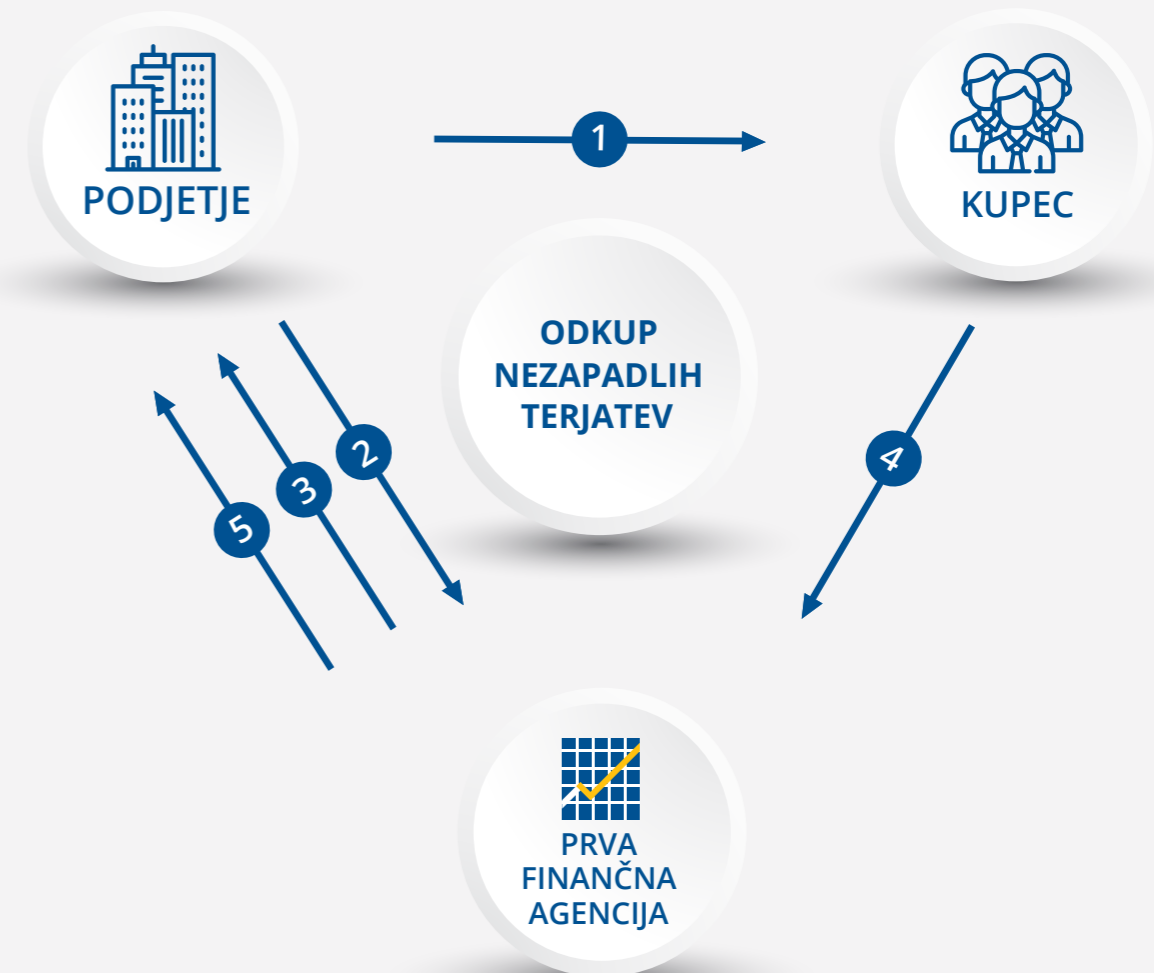 PODJETJE
1
KUPEC
ODKUP
NEZAPADLIH
TERJATEV
2
3
4
5
PRVA
FINANČNA
AGENCIJA